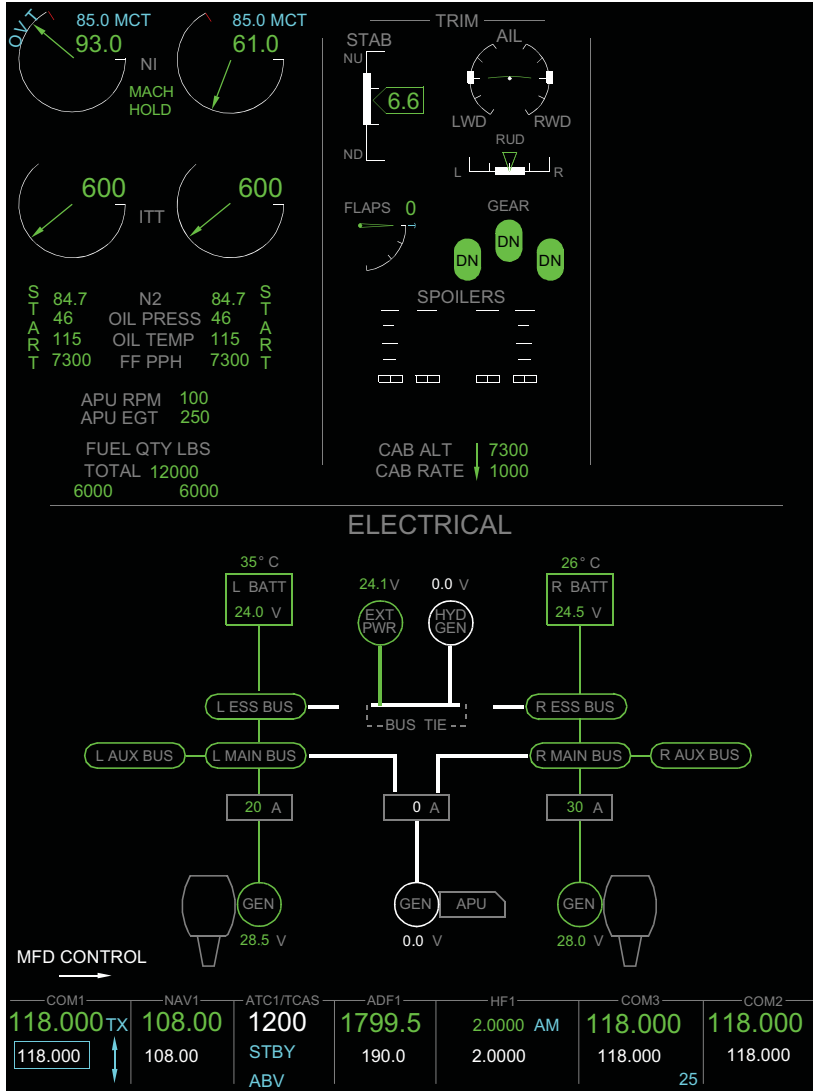 OVT
85.0 MCT
85.0 MCT
93.0
NI
61.0
MACH
HOLD
600
ITT
600
START
84.7 N2 84.7
46 OIL PRESS 46
115 OIL TEMP 115
7300 FF PPH 7300
START
APU RPM 100
APU EGT 250
FUEL QTY LBS
TOTAL 12000
6000 6000
TRIM
STAB
NU
6.6
ND
AIL
LWD RWD
RUD
L R
FLAPS 0
GEAR
DN DN DN
SPOILERS
CAB ALT 7300
CAB RATE 1000
ELECTRICAL
35° C
L BATT
24.0 V
24.1 V
EXT
PWR
0.0 V
HYD
GEN
26° C
R BATT
24.5 V
L ESS BUS
BUS TIE
R ESS BUS
L AUX BUS
L MAIN BUS
R MAIN BUS
R AUX BUS
20 A
0 A
30 A
GEN
28.5 V
GEN
APU
0.0 V
GEN
28.0 V
MFD CONTROL
COM1
118.000 TX
118.000
NAV1
108.00
108.00
ATC1/TCAS
1200
STBY
ABV
ADF1
1799.5
190.0
HF1
2.0000 AM
2.0000
COM3
118.000
118.000
25
COM2
118.000
118.000